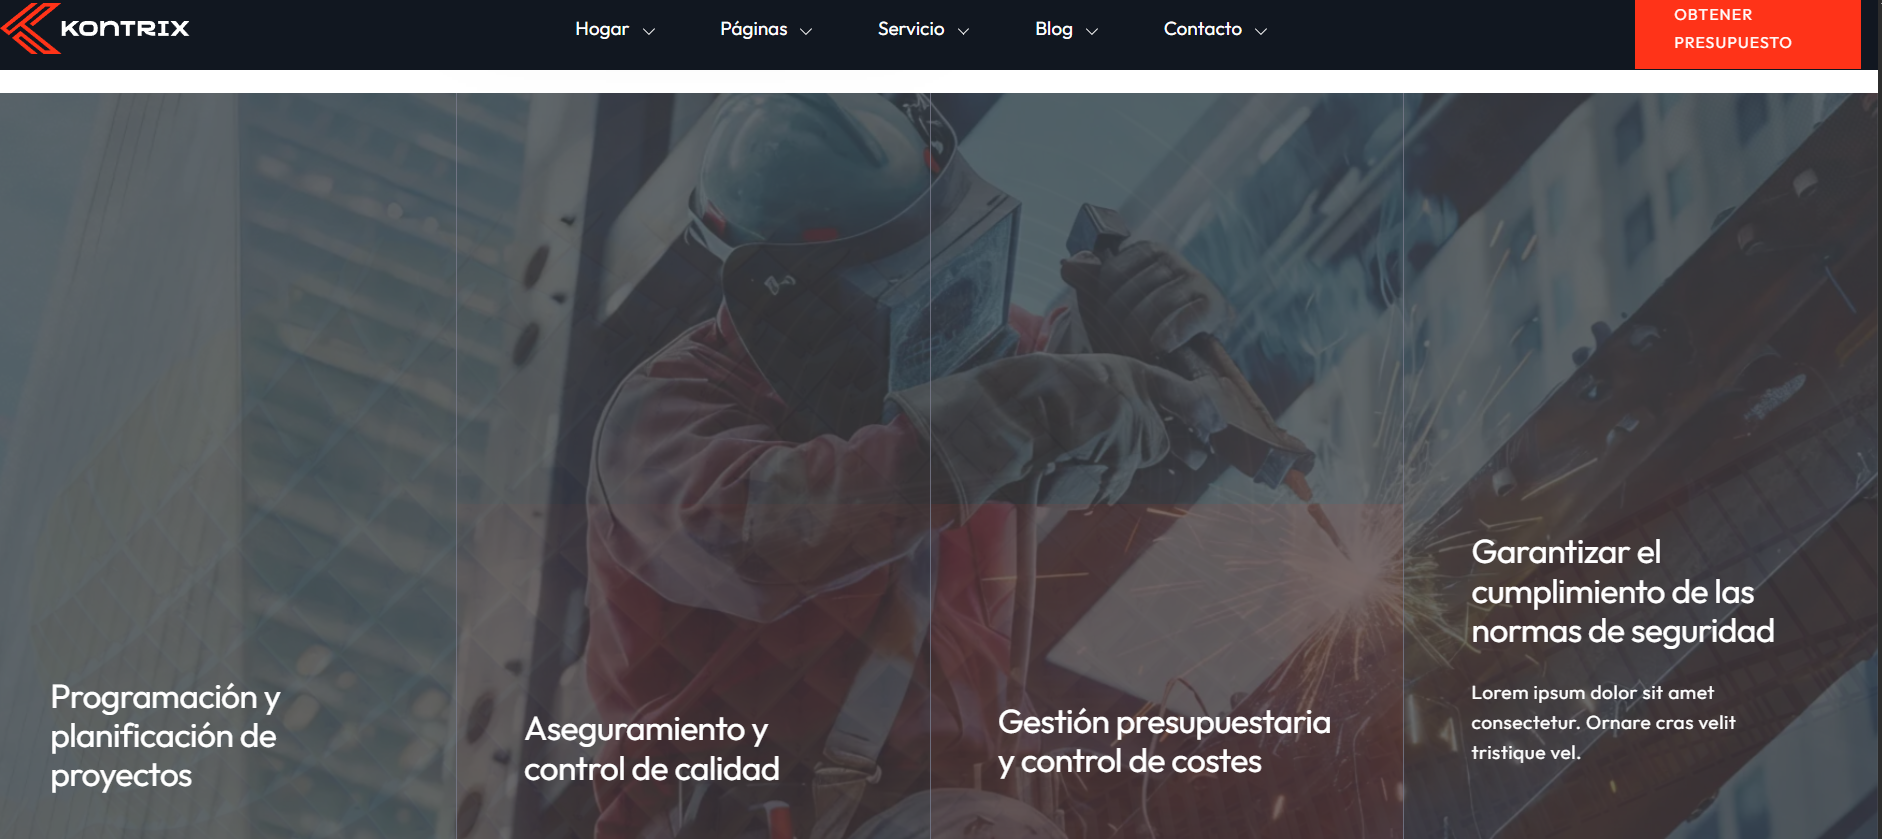 KONTRIX
Hogar
Páginas
Servicio
Blog
Contacto
OBTENER
PRESUPUESTO
Programación y
planificación de
proyectos
Aseguramiento y
control de calidad
Gestión presupuestaria
y control de costes
Garantizar el
cumplimiento de las
normas de seguridad
Lorem ipsum dolor sit amet
consectetur. Ornare cras velit
tristique vel.